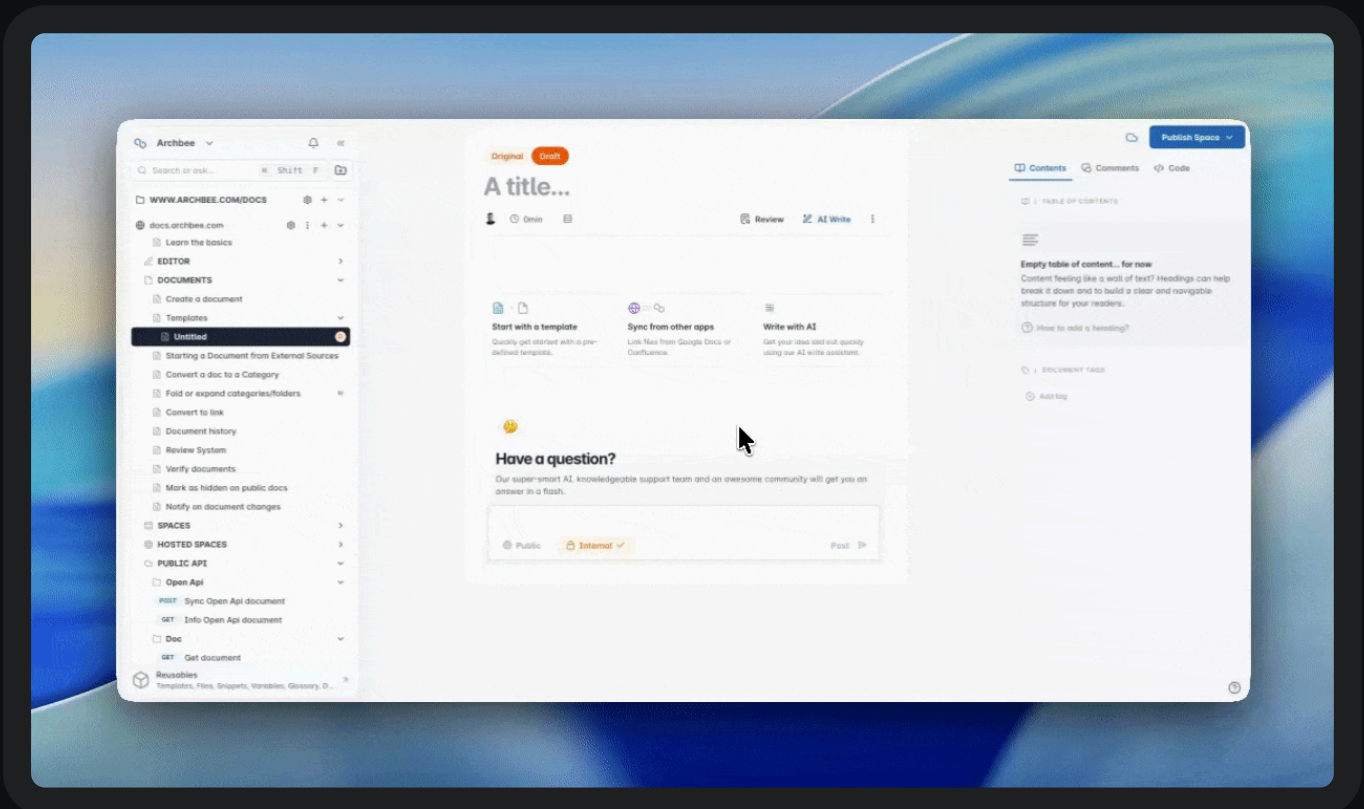 Archbee
Search or ask...
⌘ Shift F
WWW.ARCHBEE.COM/DOCS
docs.archbee.com
Learn the basics
EDITOR
DOCUMENTS
Create a document
Templates
Untitled
Starting a Document from External Sources
Convert a doc to a Category
Fold or expand categories/folders
Convert to link
Document history
Review System
Verify documents
Mark as hidden on public docs
Notify on document changes
SPACES
HOSTED SPACES
PUBLIC API
Open Api
POST Sync Open Api document
GET Info Open Api document
Doc
GET Get document
Reusables
Templates, Files, Snippets, Variables, Glossary, D...
Original Draft
A title...
0min
Review
AI Write
Start with a template
Quickly get started with a pre-
defined template.
Sync from other apps
Link files from Google Docs or
Confluence.
Write with AI
Get your idea laid out quickly
using our AI write assistant.
Have a question?
Our super-smart AI, knowledgeable support team and an awesome community will get you an
answer in a flash.
Public
Internal
Post
Publish Space
Contents
Comments
Code
TABLE OF CONTENTS
Empty table of content... for now
Content feeling like a wall of text? Headings can help
break it down and to build a clear and navigable
structure for your readers.
How to add a heading?
DOCUMENT TAGS
Add tag